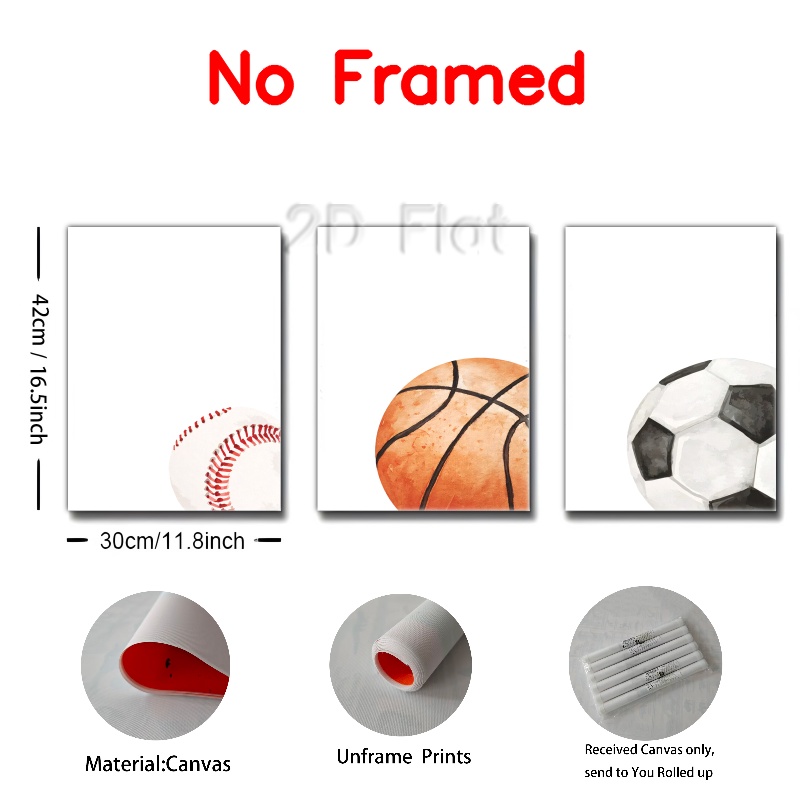 No Framed
2D Flat
42cm / 16.5inch
30cm/11.8inch
Material:Canvas
Unframe Prints
Received Canvas only,
send to You Rolled up